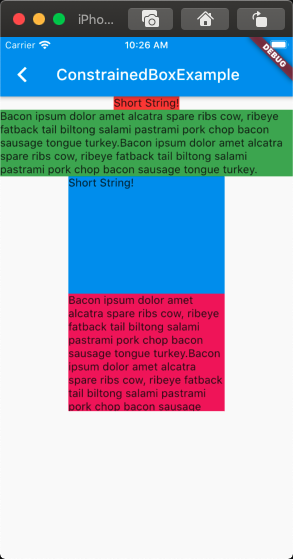 iPho...
Carrier 10:26 AM
DEBUG
ConstrainedBoxExample
Short String!
Bacon ipsum dolor amet alcatra spare ribs cow, ribeye
fatback tail biltong salami pastrami pork chop bacon
sausage tongue turkey.Bacon ipsum dolor amet alcatra
spare ribs cow, ribeye fatback tail biltong salami
pastrami pork chop bacon sausage tongue turkey.
Short String!
Bacon ipsum dolor amet
alcatra spare ribs cow, ribeye
fatback tail biltong salami
pastrami pork chop bacon
sausage tongue turkey.Bacon
ipsum dolor amet alcatra
spare ribs cow, ribeye fatback
tail biltong salami pastrami
pork chop bacon sausage